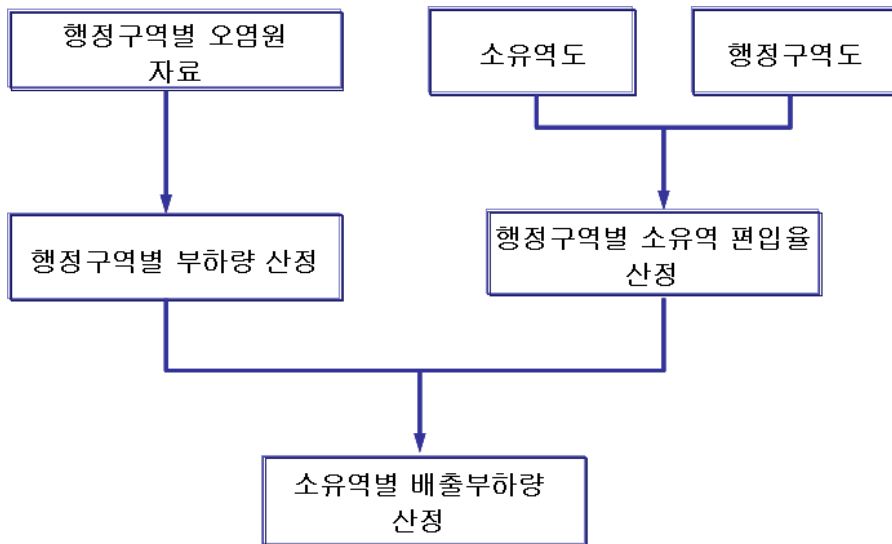 행정구역별 오염원
자료
소유역도
행정구역도
행정구역별 부하량 산정
행정구역별 소유역 편입율
산정
소유역별 배출부하량
산정